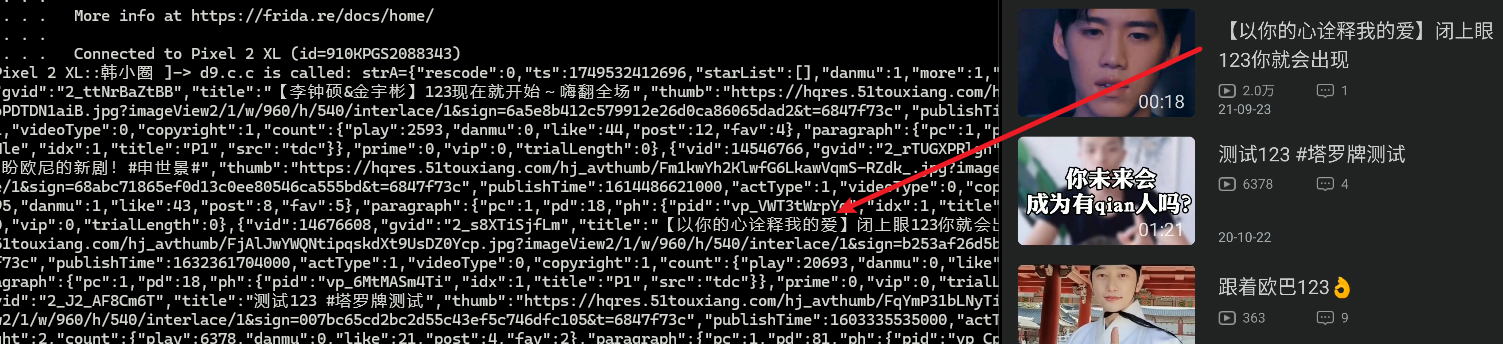 . . . .   More info at https://frida.re/docs/home/
. . . .
. . . .   Connected to Pixel 2 XL (id=910KPGS2088343)
Pixel 2 XL::韩小圈 ]-> d9.c.c is called: strA={"rescode":0,"ts":1749532412696,"starList":[],"danmu":1,"more":1,"
"gvid":"2_ttNrBaZtBB","title":"【李钟硕&金宇彬】123现在就开始～嗨翻全场","thumb":"https://hqres.51touxiang.com/h
oPDTDN1aiB.jpg?imageView2/1/w/960/h/540/interlace/1&sign=6a5e8b412c579912e26d0ca86065dad2&t=6847f73c","publishTi
1,"videoType":0,"copyright":1,"count":{"play":2593,"danmu":0,"like":44,"post":12,"fav":4},"paragraph":{"pc":1,"p
dle","idx":1,"title":"P1","src":"tdc"}},"prime":0,"vip":0,"trialLength":0},{"vid":14546766,"gvid":"2_rTUGXPRlgh"
盼欧尼的新剧！#申世景#","thumb":"https://hqres.51touxiang.com/hj_avthumb/Fm1kwYh2KlwfG6LkawVqmS-RZdk_.jpg?image
e/1&sign=68abc71865ef0d13c0ee80546ca555bd&t=6847f73c","publishTime":1614486621000,"actType":1,"videoType":0,"cop
95,"danmu":1,"like":43,"post":8,"fav":5},"paragraph":{"pc":1,"pd":18,"ph":{"pid":"vp_VWT3tWrpYc","idx":1,"title"
0,"vip":0,"trialLength":0},{"vid":14676608,"gvid":"2_s8XTiSjfLm","title":"【以你的心诠释我的爱】闭上眼123你就会出
51touxiang.com/hj_avthumb/FjAlJwYWQNtipqskdXt9UsDZ0Ycp.jpg?imageView2/1/w/960/h/540/interlace/1&sign=b253af26d5b
f73c","publishTime":1632361704000,"actType":1,"videoType":0,"copyright":1,"count":{"play":20693,"danmu":0,"like"
agraph":{"pc":1,"pd":18,"ph":{"pid":"vp_6MtMASm4Ti","idx":1,"title":"P1","src":"tdc"}},"prime":0,"vip":0,"trialL
vid":"2_J2_AF8Cm6T","title":"测试123 #塔罗牌测试","thumb":"https://hqres.51touxiang.com/hj_avthumb/FqYmP31bLNyTi
w2/1/w/960/h/540/interlace/1&sign=007bc65cd2bc2d55c43ef5c746dfc105&t=6847f73c","publishTime":1603335535000,"actT
ght":2,"count":{"play":6378,"danmu":0,"like":21,"post":4,"fav":2},"paragraph":{"pc":1,"pd":81,"ph":{"pid":"vp_Cp
【以你的心诠释我的爱】闭上眼
123你就会出现
2.0万 1
21-09-23
00:18
测试123 #塔罗牌测试
6378 4
你未来会
成为有qian人吗?
01:21
20-10-22
跟着欧巴123👌
363 9